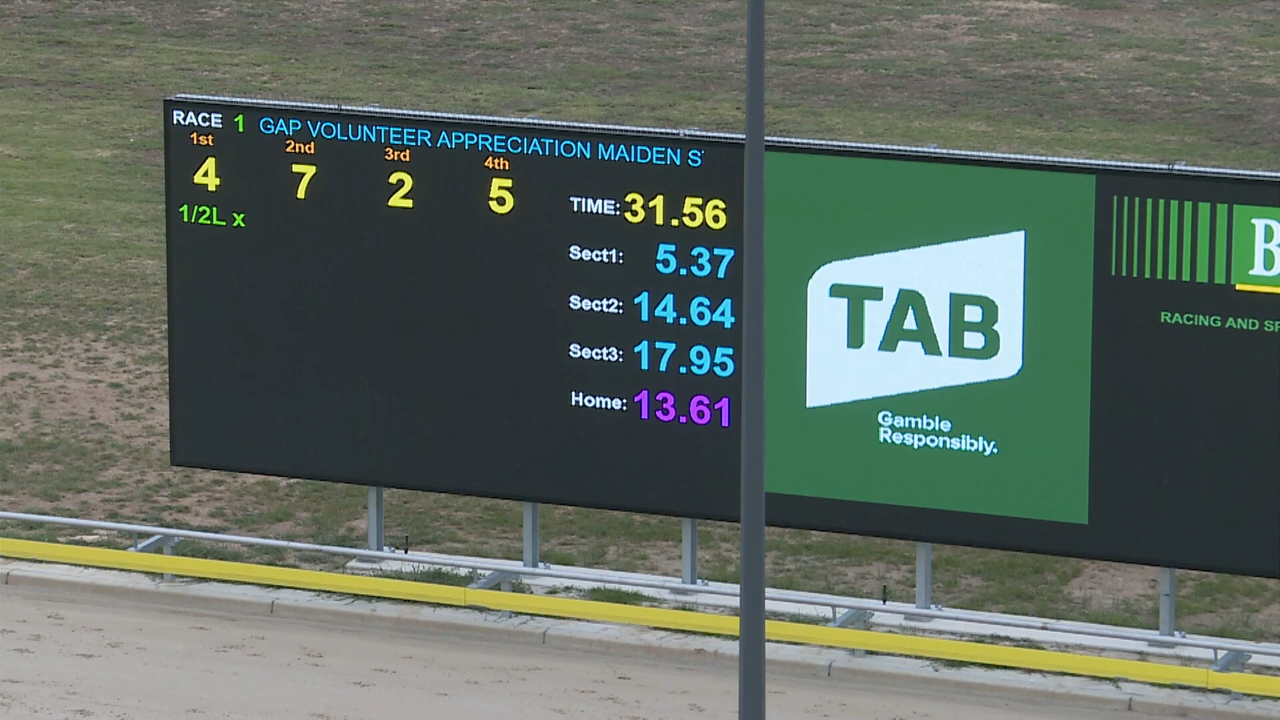 RACE 1 GAP VOLUNTEER APPRECIATION MAIDEN
1st 2nd 3rd 4th
4 7 2 5
1/2L x
TIME: 31.56
Sect1: 5.37
Sect2: 14.64
Sect3: 17.95
Home: 13.61
TAB
Gamble
Responsibly.
B
RACING AND